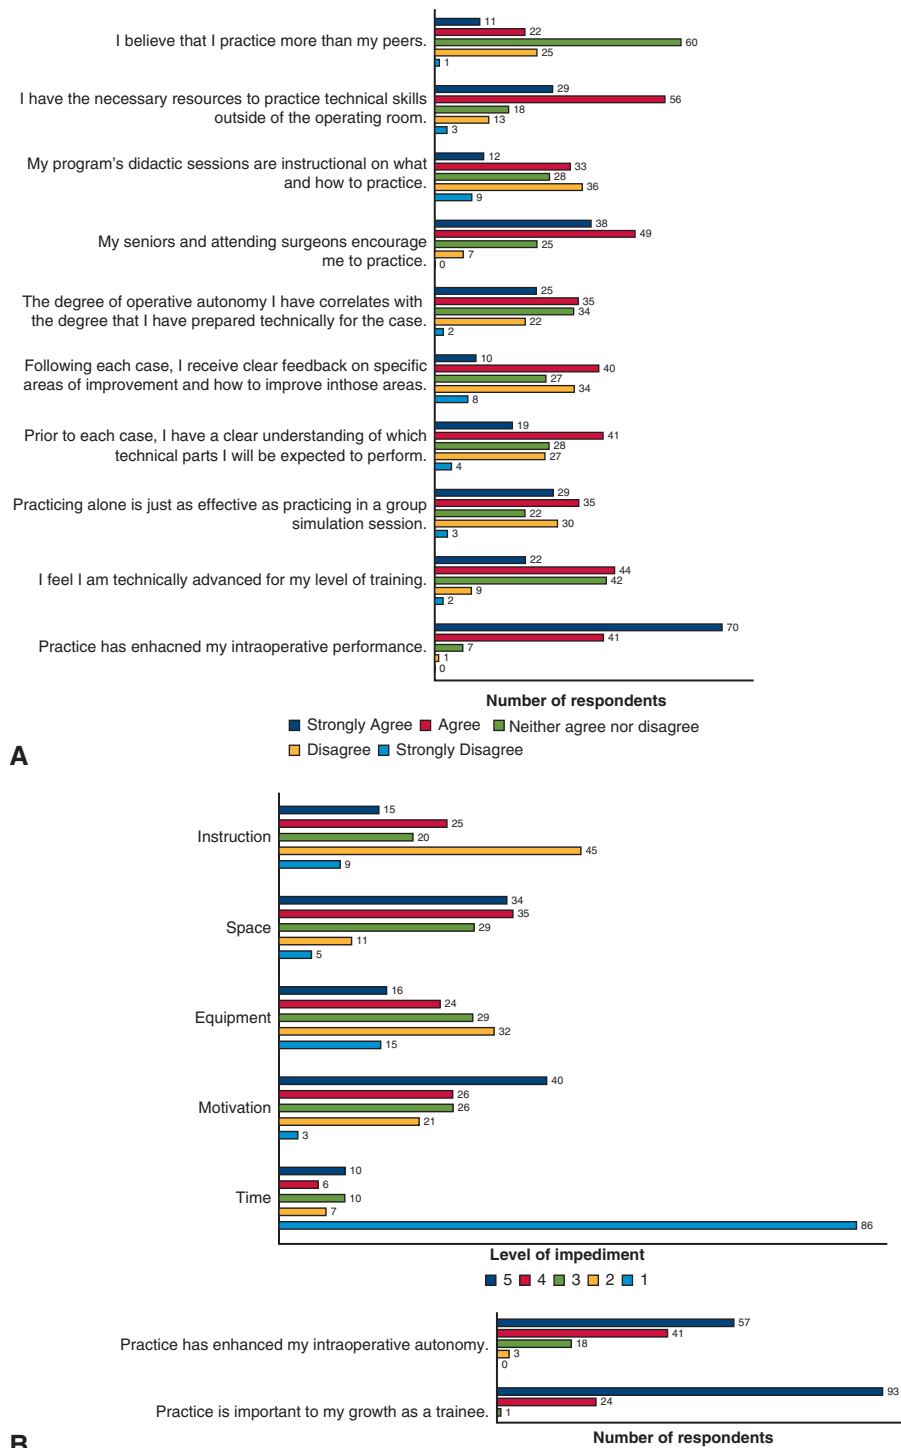 11
22
I believe that I practice more than my peers.
60
25
1
29
I have the necessary resources to practice technical skills
56
18
outside of the operating room.
13
3
12
My program's didactic sessions are instructional on what
33
28
and how to practice.
36
9
38
My seniors and attending surgeons encourage
49
25
me to practice.
7
0
25
The degree of operative autonomy I have correlates with
35
34
the degree that I have prepared technically for the case.
22
2
10
Following each case, I receive clear feedback on specific
40
27
areas of improvement and how to improve inthose areas.
34
8
19
Prior to each case, I have a clear understanding of which
41
28
technical parts I will be expected to perform.
27
4
29
Practicing alone is just as effective as practicing in a group
35
22
simulation session.
30
3
22
44
I feel I am technically advanced for my level of training.
42
9
2
70
41
Practice has enhacned my intraoperative performance.
7
1
0
Number of respondents
Strongly Agree Agree Neither agree nor disagree
Disagree Strongly Disagree
A
15
25
Instruction
20
45
9
34
35
Space
29
11
5
16
24
Equipment
29
32
15
40
26
Motivation
26
21
3
10
6
Time
10
7
86
Level of impediment
5 4 3 2 1
57
41
Practice has enhanced my intraoperative autonomy.
18
3
0
93
24
Practice is important to my growth as a trainee.
1
Number of respondents
B